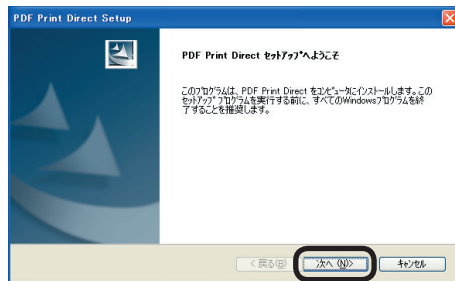 PDF Print Direct Setup
PDF Print Direct ｾｯﾄｱｯﾌﾟへようこそ
このﾌﾟﾛｸﾞﾗﾑは、PDF Print Direct をｺﾝﾋﾟｭｰﾀにｲﾝｽﾄｰﾙします。この
ｾｯﾄｱｯﾌﾟ ﾌﾟﾛｸﾞﾗﾑを実行する前に、すべてのWindowsﾌﾟﾛｸﾞﾗﾑを終
了することを推奨します。
< 戻る(B)
次へ (N)>
ｷｬﾝｾﾙ